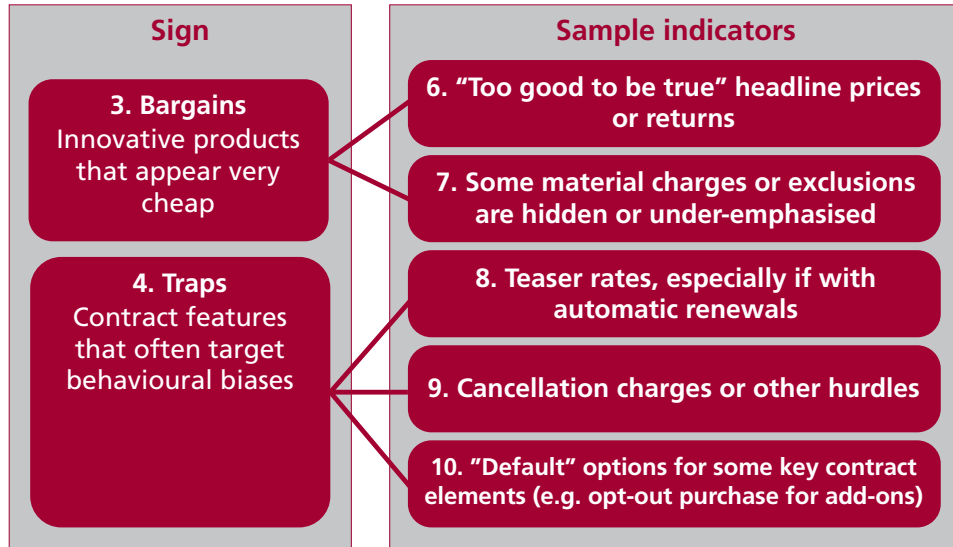 Sign
3. Bargains
Innovative products
that appear very
cheap
4. Traps
Contract features
that often target
behavioural biases
Sample indicators
6. “Too good to be true” headline prices
or returns
7. Some material charges or exclusions
are hidden or under-emphasised
8. Teaser rates, especially if with
automatic renewals
9. Cancellation charges or other hurdles
10. ”Default” options for some key contract
elements (e.g. opt-out purchase for add-ons)